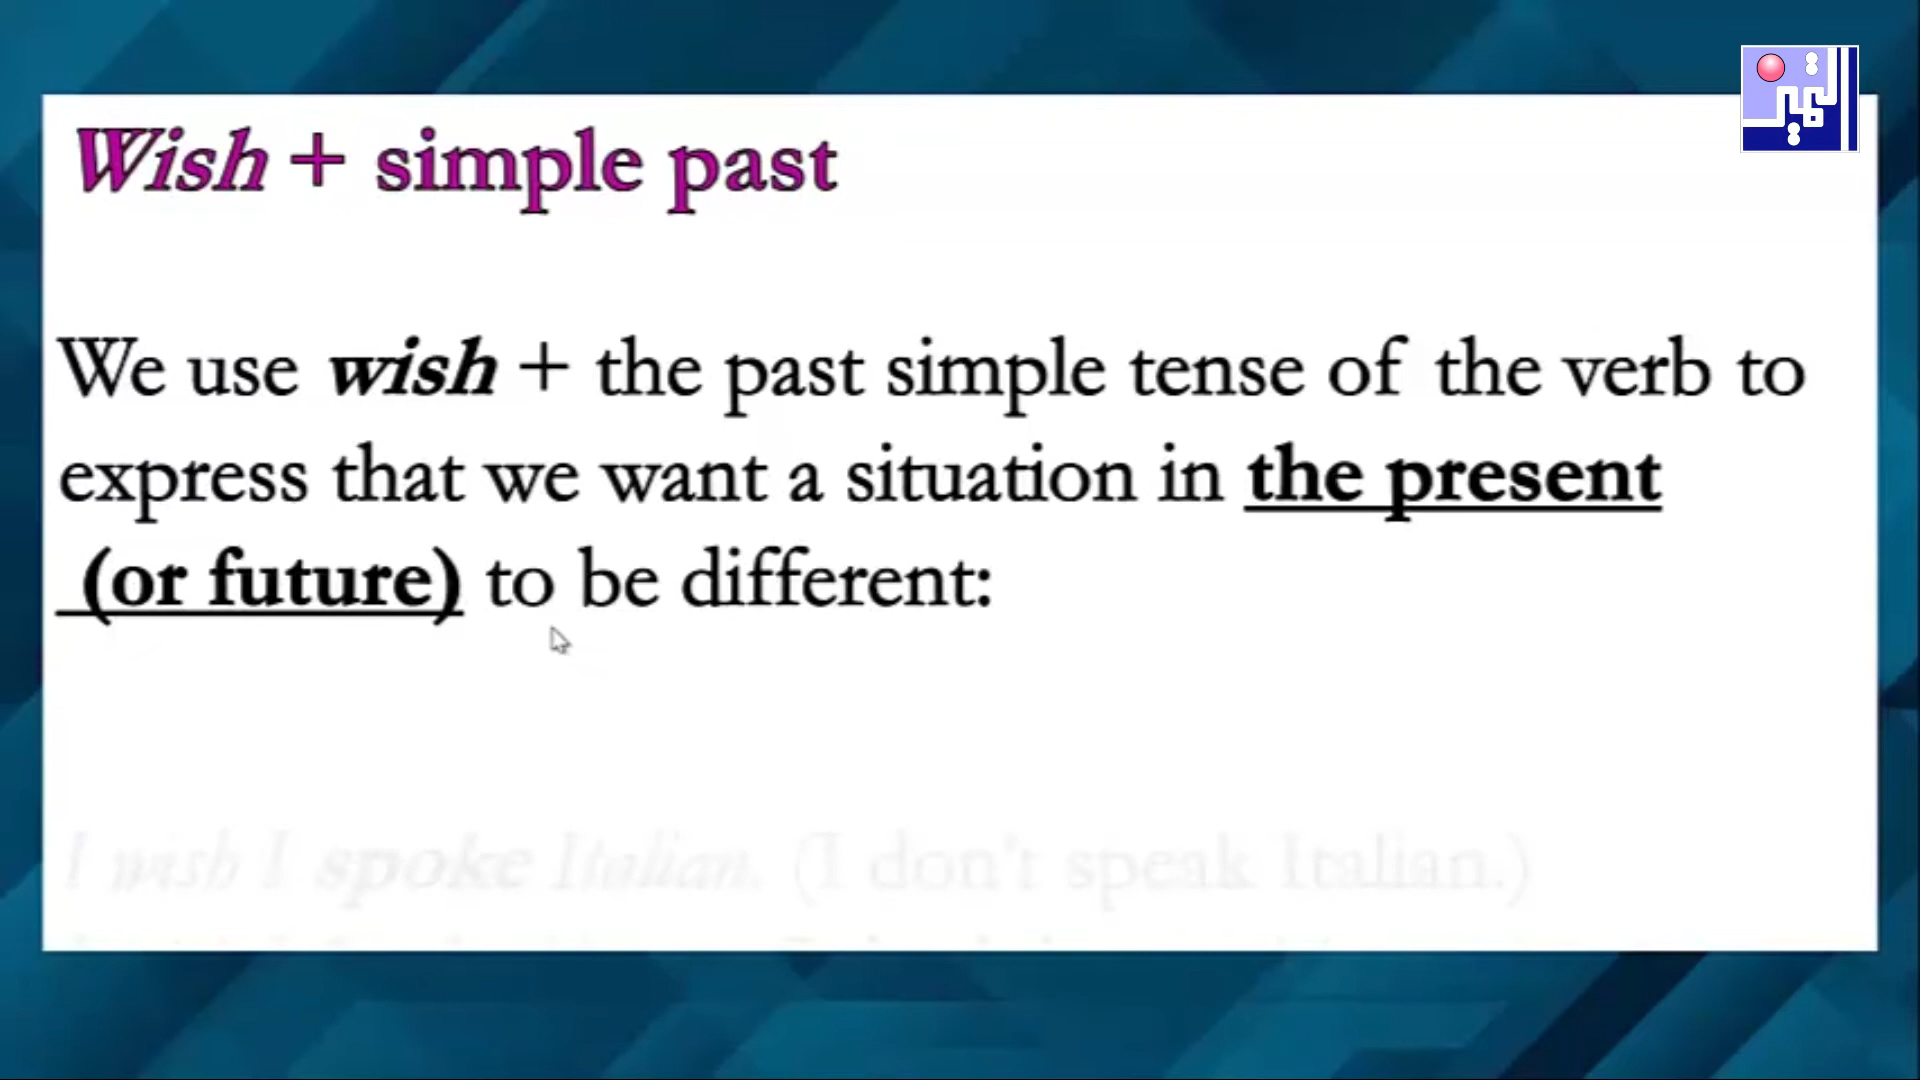 Wish + simple past
We use wish + the past simple tense of the verb to
express that we want a situation in the present
(or future) to be different:
I wish I spoke Italian. (I don't speak Italian.)